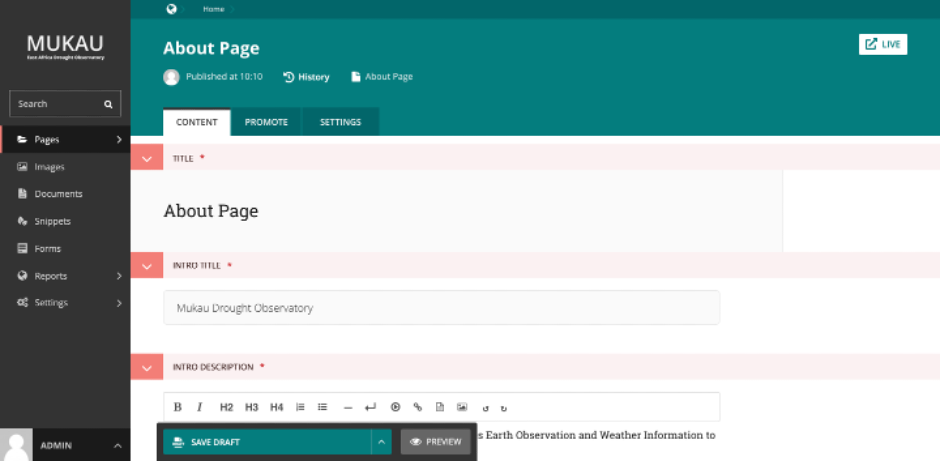 Home
MUKAU
East Africa Drought Observatory
About Page
LIVE
Published at 10:10 History About Page
Search
CONTENT PROMOTE SETTINGS
Pages
Images
Documents
Snippets
Forms
Reports
Settings
ADMIN
TITLE *
About Page
INTRO TITLE *
Mukau Drought Observatory
INTRO DESCRIPTION *
B I H2 H3 H4
s Earth Observation and Weather Information to
SAVE DRAFT PREVIEW